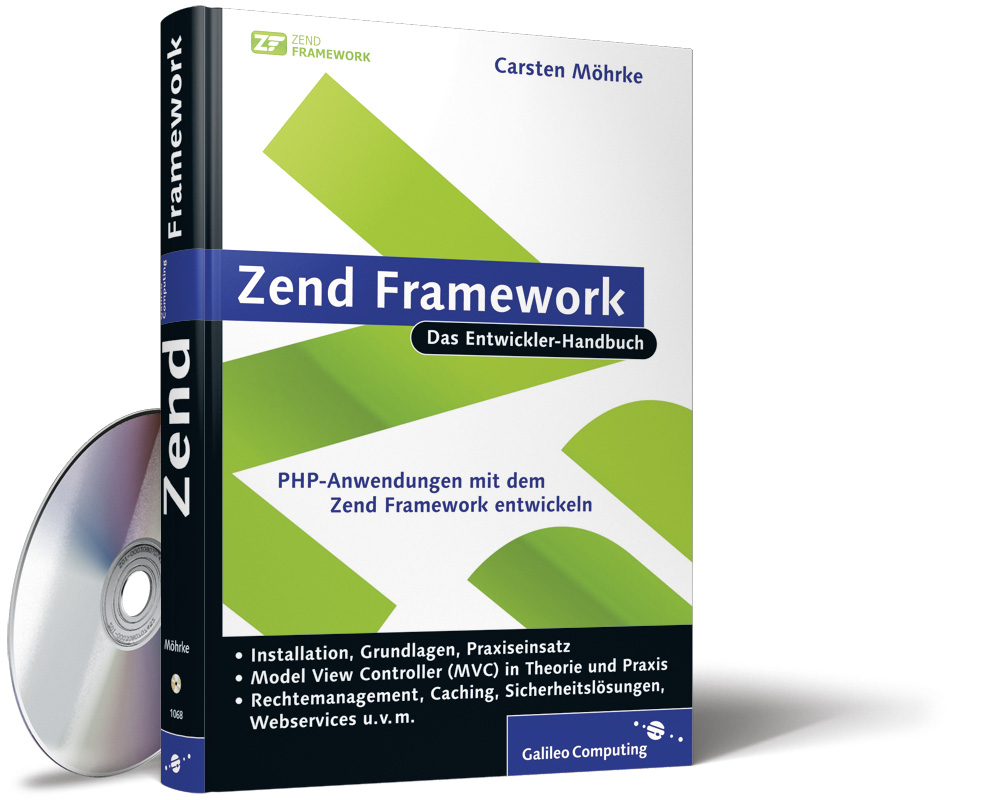 ZEND
FRAMEWORK
Carsten Möhrke
Zend Framework
Das Entwickler-Handbuch
PHP-Anwendungen mit dem
Zend Framework entwickeln
• Installation, Grundlagen, Praxiseinsatz
• Model View Controller (MVC) in Theorie und Praxis
• Rechtemanagement, Caching, Sicherheitslösungen,
Webservices u.v.m.
Galileo Computing
Zend Framework
Computing
Möhrke
1068